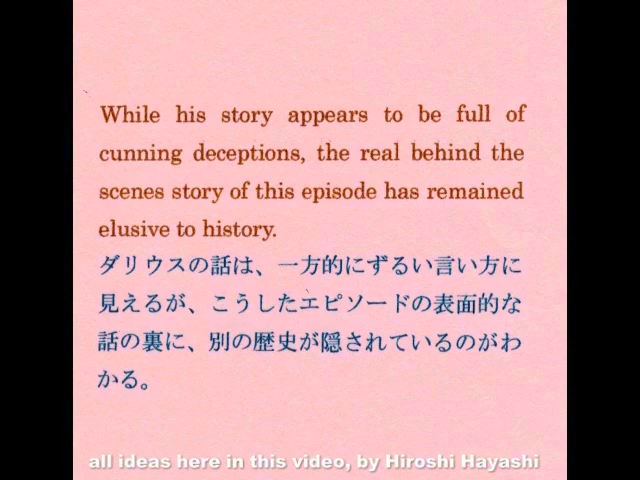 While his story appears to be full of
cunning deceptions, the real behind the
scenes story of this episode has remained
elusive to history.
ダリウスの話は、一方的にずるい言い方に
見えるが、こうしたエピソードの表面的な
話の裏に、別の歴史が隠されているのがわ
かる。
all ideas here in this video, by Hiroshi Hayashi